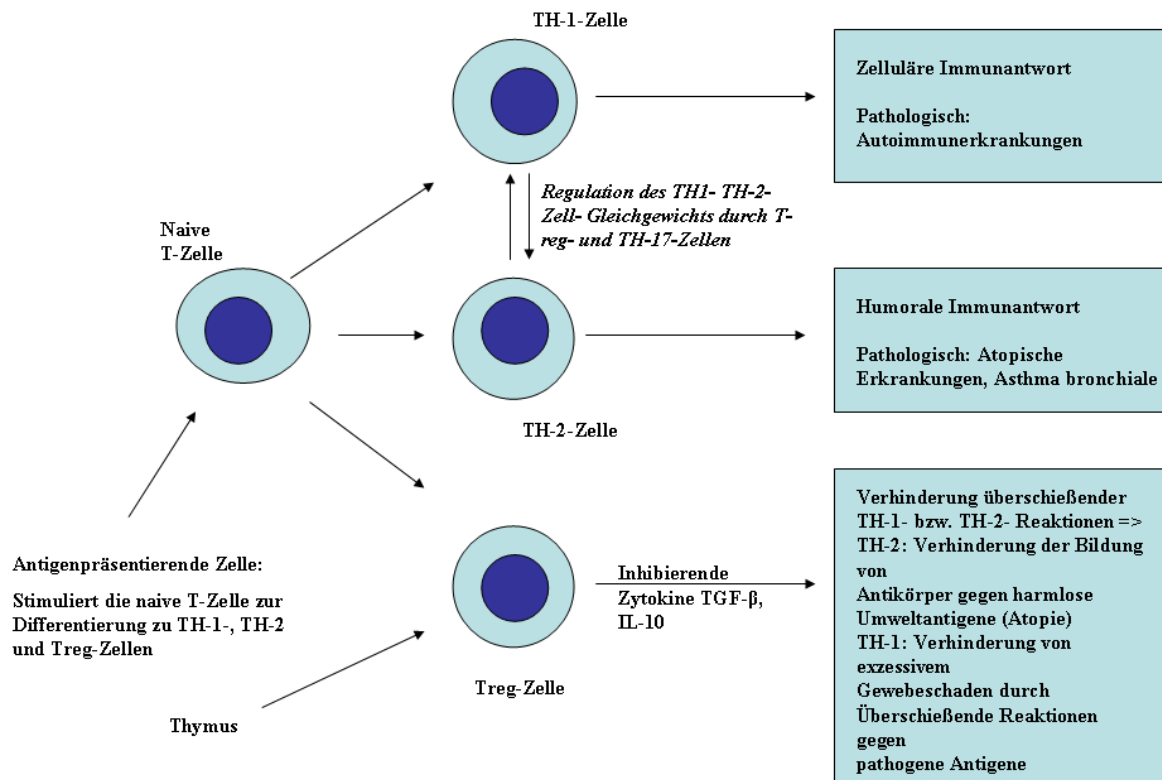 TH-1-Zelle
Zelluläre Immunantwort
Pathologisch:
Autoimmunerkrankungen
Regulation des TH1- TH-2-
Zell- Gleichgewichts durch T-
reg- und TH-17-Zellen
Naive
T-Zelle
Humorale Immunantwort
Pathologisch: Atopische
Erkrankungen, Asthma bronchiale
TH-2-Zelle
Antigenpräsentierende Zelle:
Stimuliert die naive T-Zelle zur
Differentierung zu TH-1-, TH-2
und Treg-Zellen
Thymus
Treg-Zelle
Inhibierende
Zytokine TGF-β,
IL-10
Verhinderung überschießender
TH-1- bzw. TH-2- Reaktionen =>
TH-2: Verhinderung der Bildung
von
Antikörper gegen harmlose
Umweltantigene (Atopie)
TH-1: Verhinderung von
exzessivem
Gewebeschaden durch
Überschießende Reaktionen
gegen
pathogene Antigene